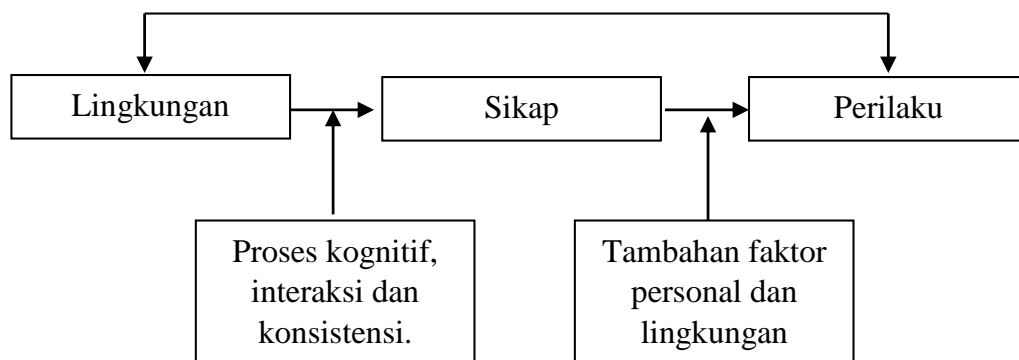 Lingkungan
Sikap
Perilaku
Proses kognitif,
interaksi dan
konsistensi.
Tambahan faktor
personal dan
lingkungan